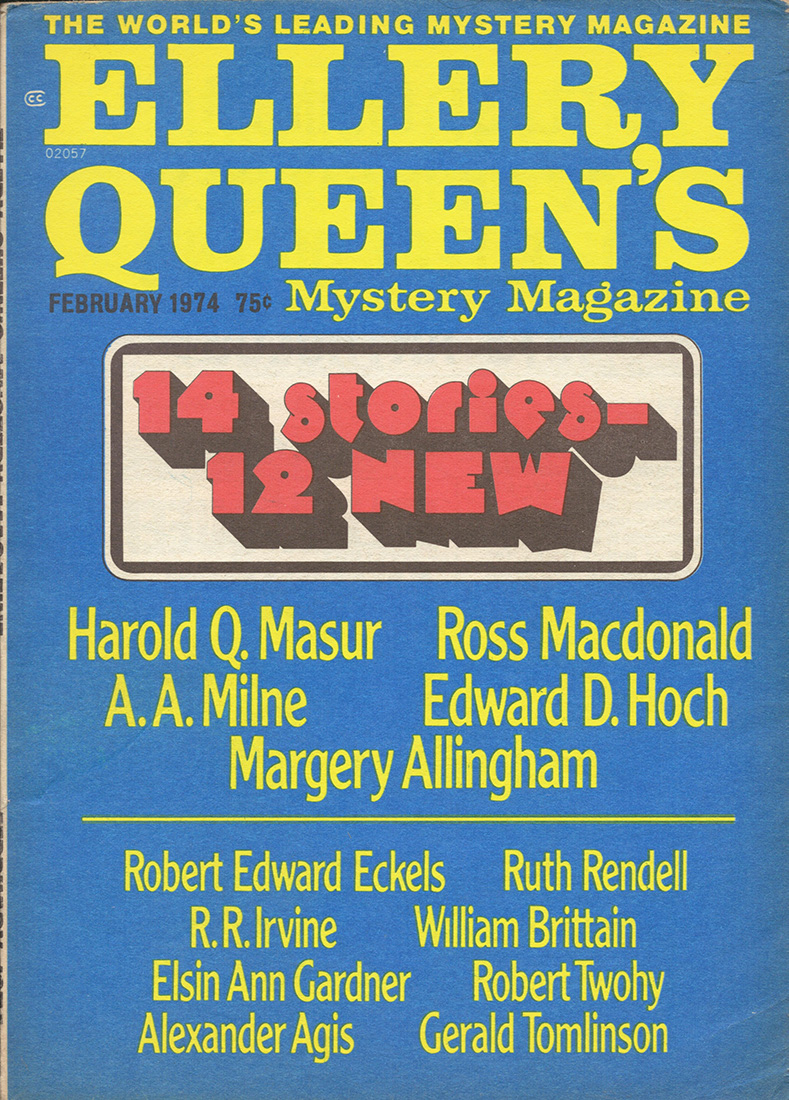 THE WORLD'S LEADING MYSTERY MAGAZINE
ELLERY
CC
02057
QUEEN'S
FEBRUARY 1974 75¢ Mystery Magazine
14 stories–
12 NEW
Harold Q. Masur Ross Macdonald
A. A. Milne Edward D. Hoch
Margery Allingham
Robert Edward Eckels Ruth Rendell
R. R. Irvine William Brittain
Elsin Ann Gardner Robert Twohy
Alexander Agis Gerald Tomlinson